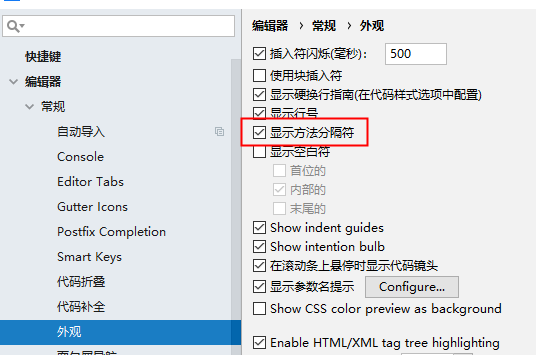 快捷键
编辑器
常规
自动导入
Console
Editor Tabs
Gutter Icons
Postfix Completion
Smart Keys
代码折叠
代码补全
外观
编辑器 > 常规 > 外观
插入符闪烁(毫秒): 500
使用块插入符
显示硬换行指南(在代码样式选项中配置)
显示行号
显示方法分隔符
显示空白符
首位的
内部的
末尾的
Show indent guides
Show intention bulb
在滚动条上悬停时显示代码镜头
显示参数名提示 Configure...
Show CSS color preview as background
Enable HTML/XML tag tree highlighting